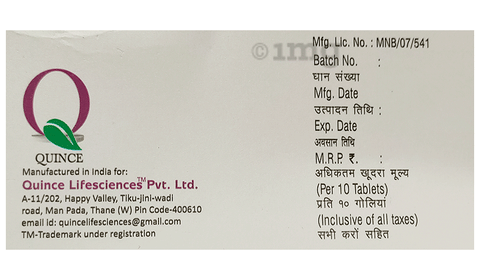 QUINCE
Manufactured in India for:
Quince Lifesciences™ Pvt. Ltd.
A-11/202, Happy Valley, Tiku-jini-wadi
road, Man Pada, Thane (W) Pin Code-400610
email id: quincelifesciences@gmail.com
TM-Trademark under registration
©1mg
Mfg. Lic. No. : MNB/07/541
Batch No. :
घान संख्या
Mfg. Date
उत्पादन तिथि :
Exp. Date
अवसान तिथि
M.R.P ₹. :
अधिकतम खूदरा मूल्य
(Per 10 Tablets)
प्रति १० गोलियां
(Inclusive of all taxes)
सभी करों सहित